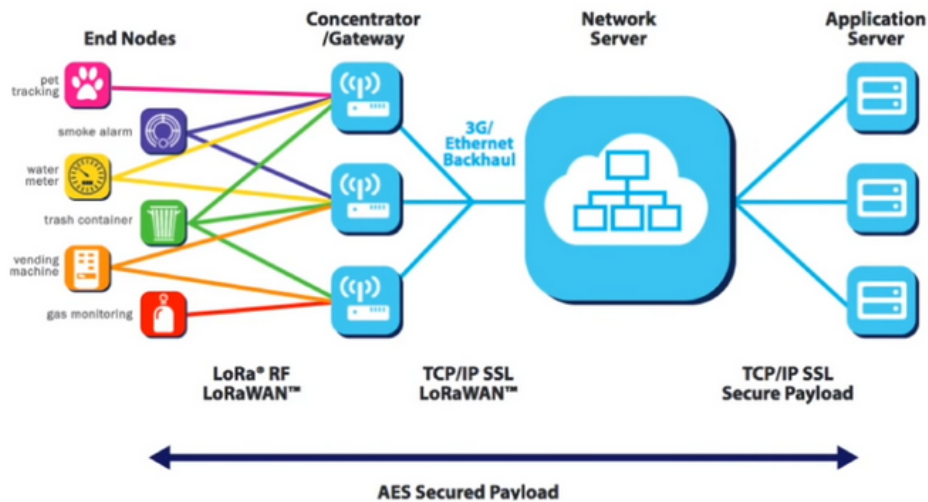 End Nodes
Concentrator
/Gateway
Network
Server
Application
Server
pet
tracking
smoke alarm
water
meter
trash container
vending
machine
gas monitoring
3G/
Ethernet
Backhaul
LoRa® RF
LoRaWAN™
TCP/IP SSL
LoRaWAN™
TCP/IP SSL
Secure Payload
AES Secured Payload